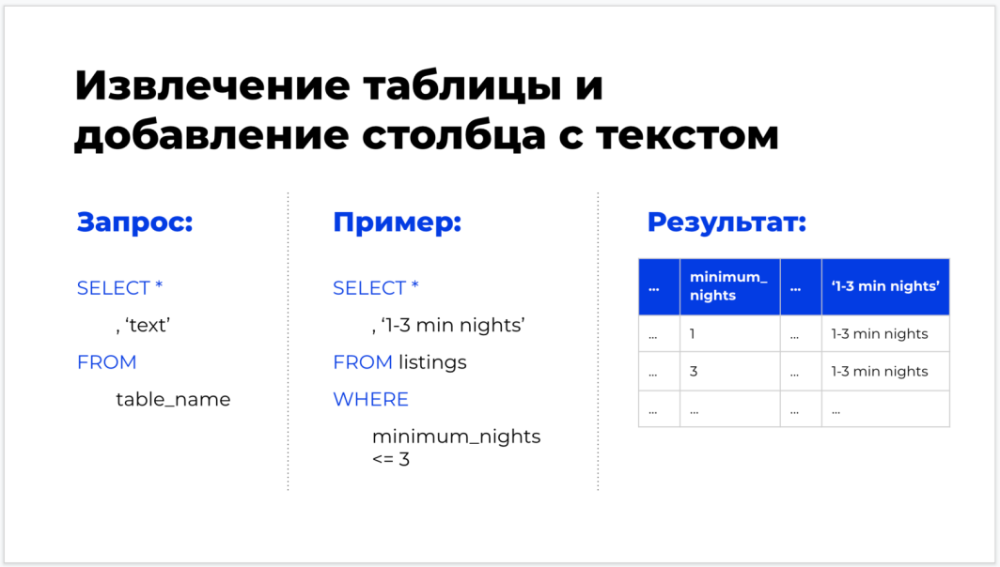 Извлечение таблицы и
добавление столбца с текстом
Запрос:
SELECT *
, ‘text’
FROM
table_name
Пример:
SELECT *
, ‘1-3 min nights’
FROM listings
WHERE
minimum_nights
<= 3
Результат:
... minimum_ nights ... ‘1-3 min nights’
... 1 ... 1-3 min nights
... 3 ... 1-3 min nights
... ... ... ...